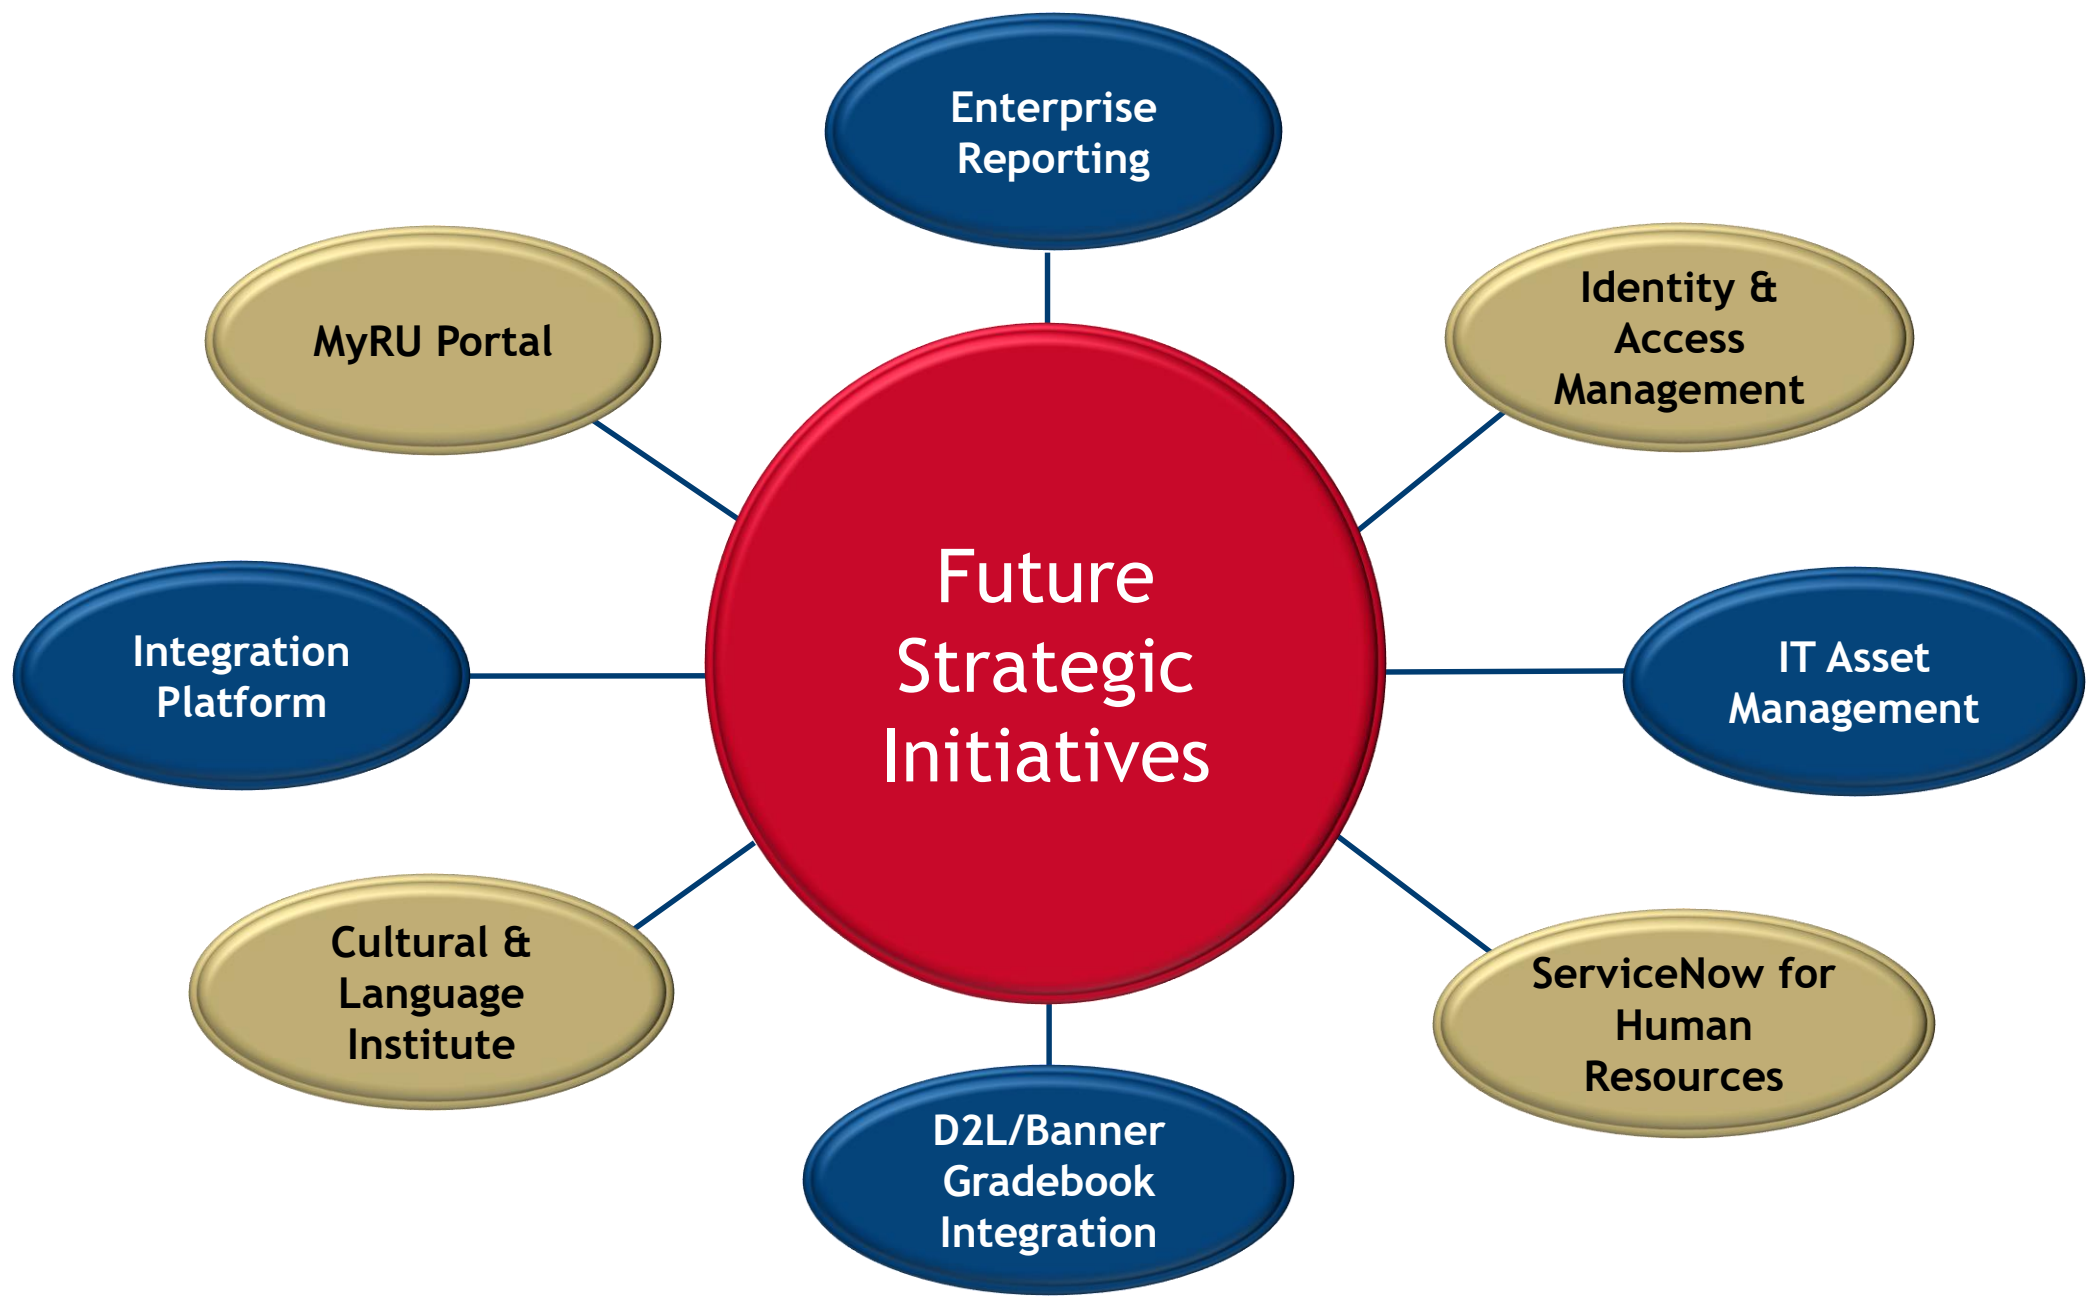 Enterprise
Reporting
Identity &
Access
Management
MyRU Portal
Future
Strategic
Initiatives
Integration
Platform
IT Asset
Management
Cultural &
Language
Institute
ServiceNow for
Human
Resources
D2L/Banner
Gradebook
Integration